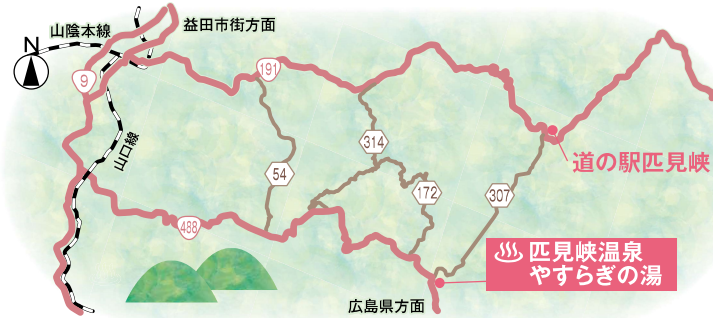 山陰本線
益田市街方面
N
9
191
山口線
314
道の駅匹見峡
54
172
307
488
匹見峡温泉
やすらぎの湯
広島県方面